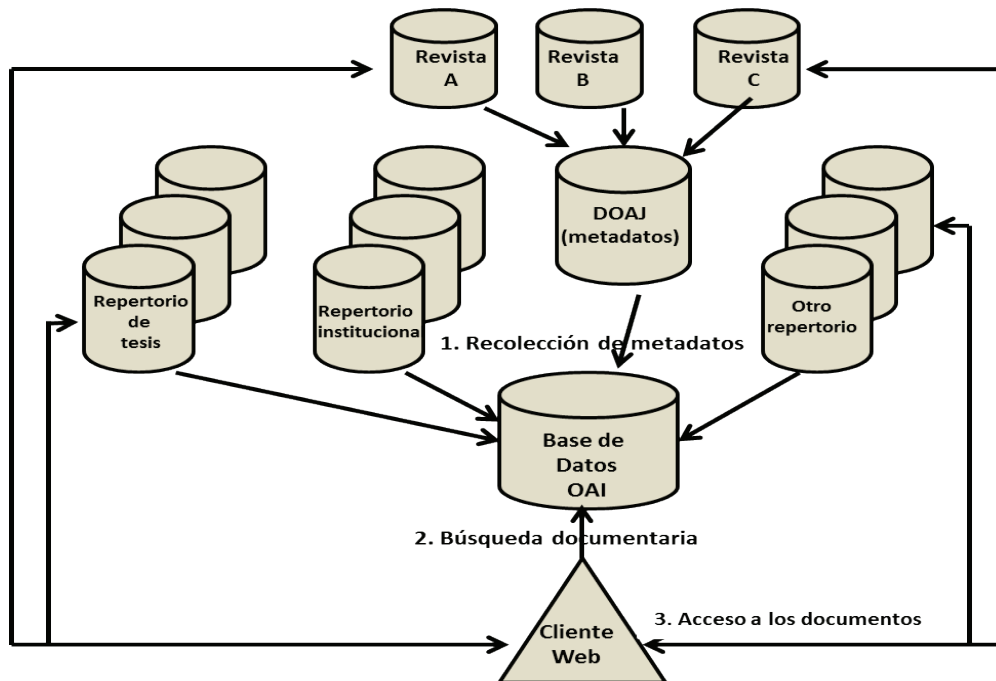 Revista
A
Revista
B
Revista
C
DOAJ
(metadatos)
Repertorio
de
tesis
Repertorio
instituciona
Otro
repertorio
1. Recolección de metadatos
Base de
Datos
OAI
2. Búsqueda documentaria
3. Acceso a los documentos
Cliente
Web